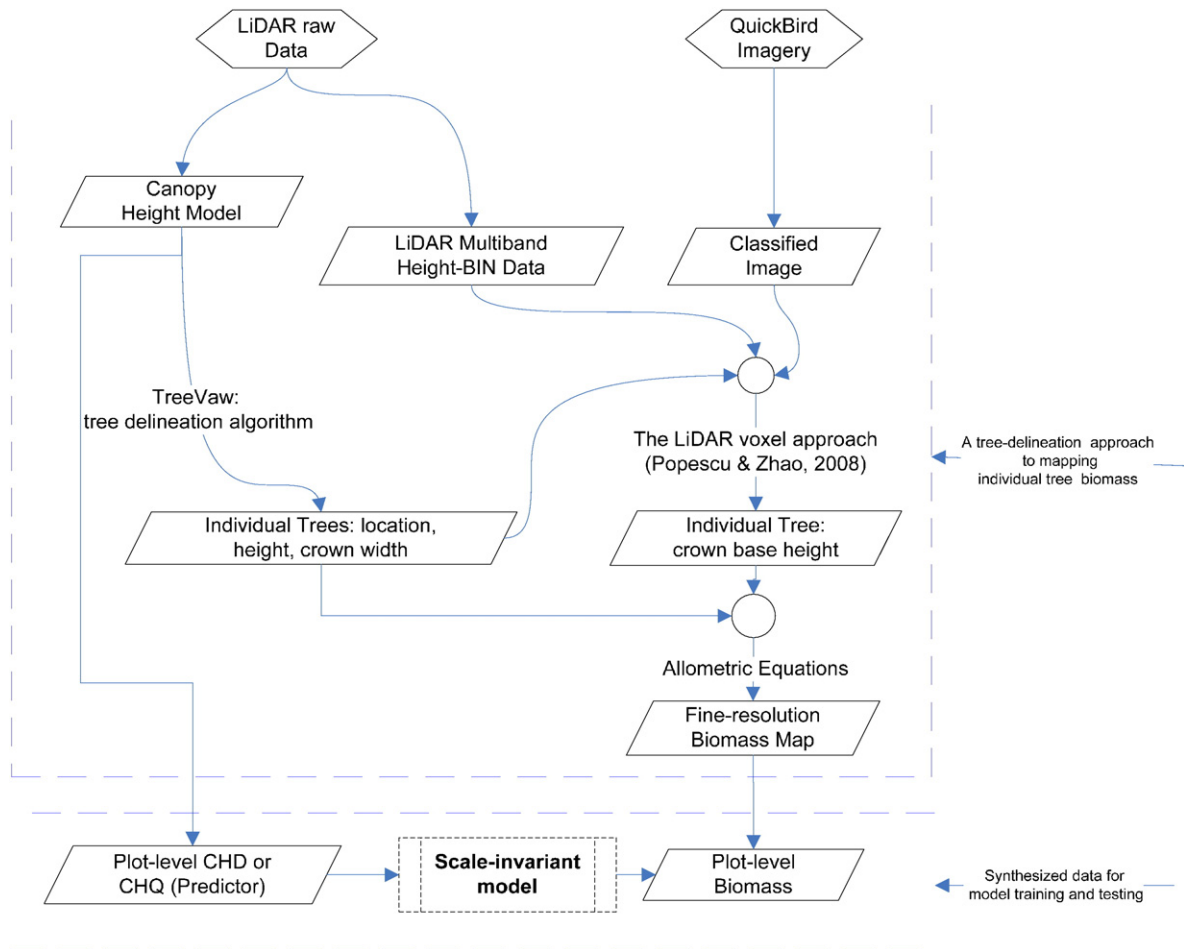 LiDAR raw
Data
QuickBird
Imagery
Canopy
Height Model
LiDAR Multiband
Height-BIN Data
Classified
Image
TreeVaw:
tree delineation algorithm
The LiDAR voxel approach
(Popescu & Zhao, 2008)
A tree-delineation approach
to mapping
individual tree biomass
Individual Trees: location,
height, crown width
Individual Tree:
crown base height
Allometric Equations
Fine-resolution
Biomass Map
Plot-level CHD or
CHQ (Predictor)
Scale-invariant
model
Plot-level
Biomass
Synthesized data for
model training and testing